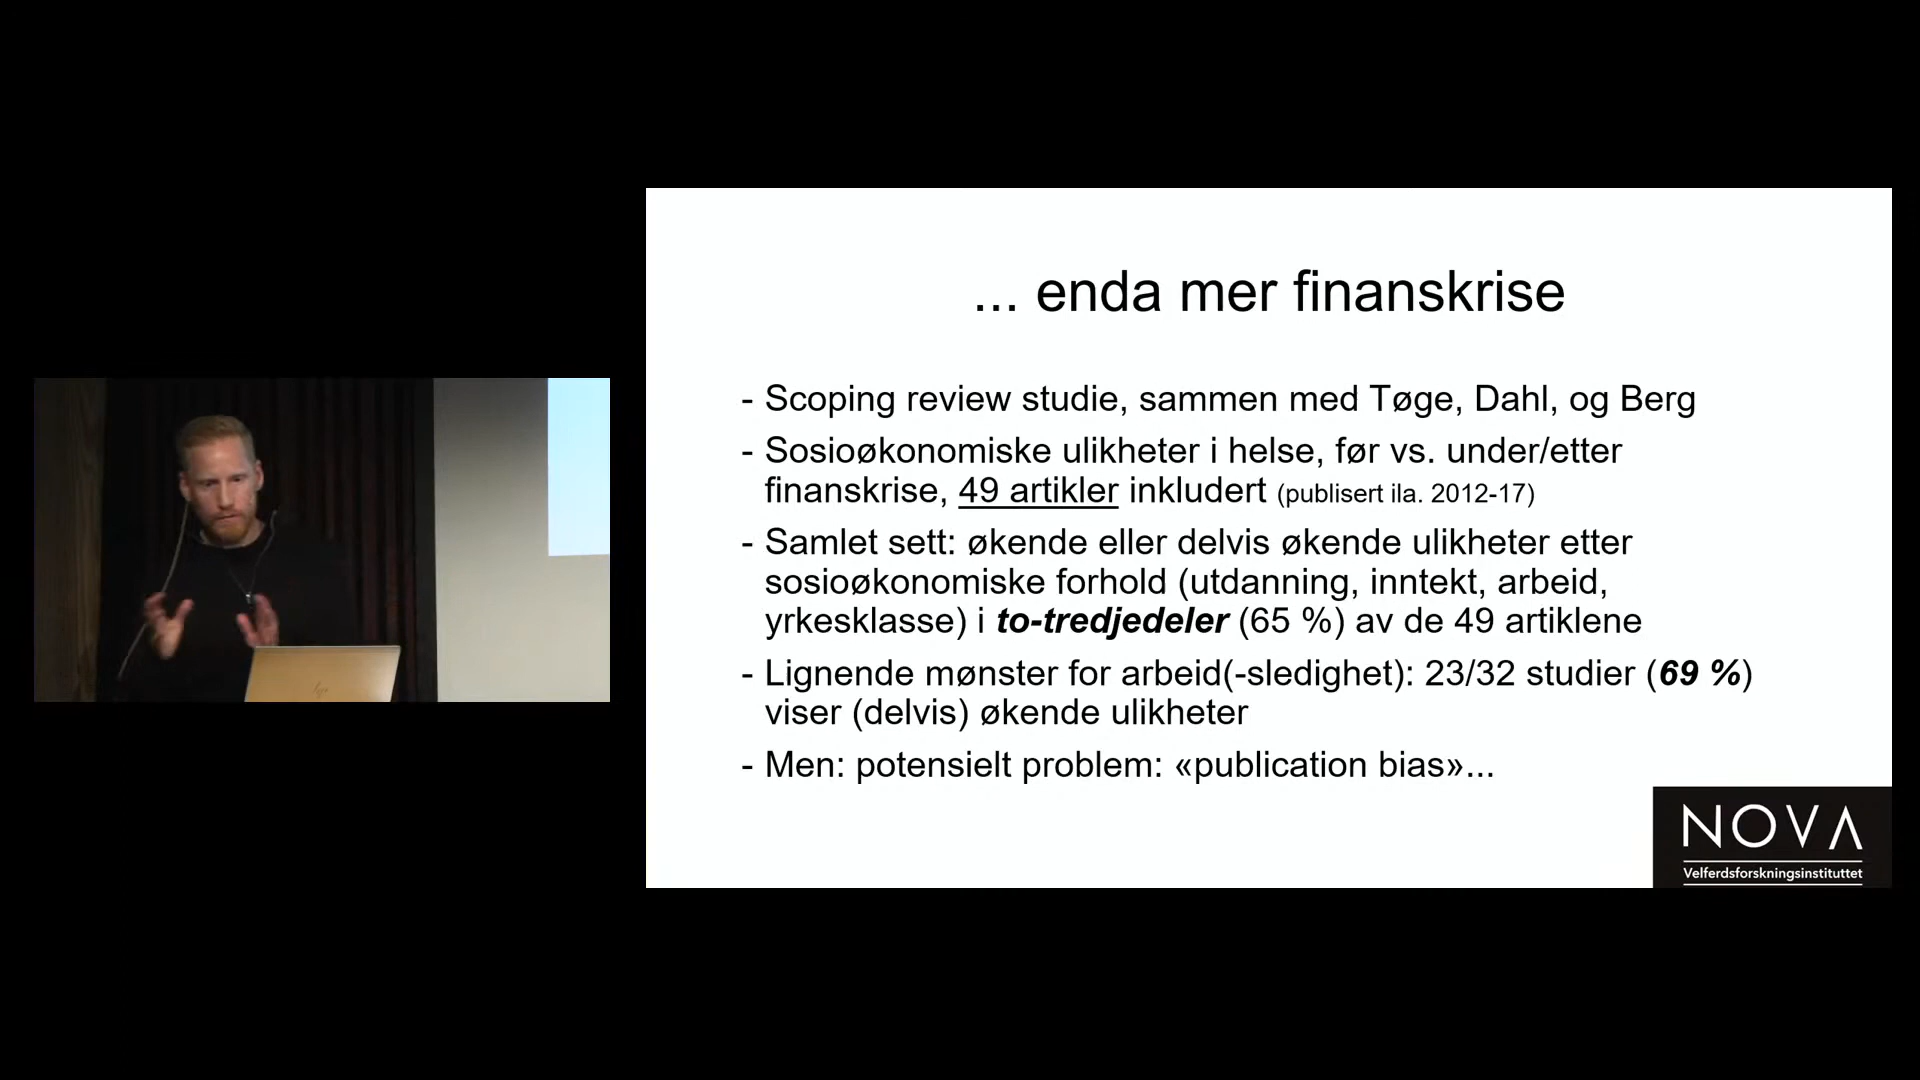 ... enda mer finanskrise
- Scoping review studie, sammen med Tøge, Dahl, og Berg
- Sosioøkonomiske ulikheter i helse, før vs. under/etter
finanskrise, 49 artikler inkludert (publisert ila. 2012-17)
- Samlet sett: økende eller delvis økende ulikheter etter
sosioøkonomiske forhold (utdanning, inntekt, arbeid,
yrkesklasse) i to-tredjedeler (65 %) av de 49 artiklene
- Lignende mønster for arbeid(-sledighet): 23/32 studier (69 %)
viser (delvis) økende ulikheter
- Men: potensielt problem: «publication bias»...
NOVA
Velferdsforskningsinstituttet